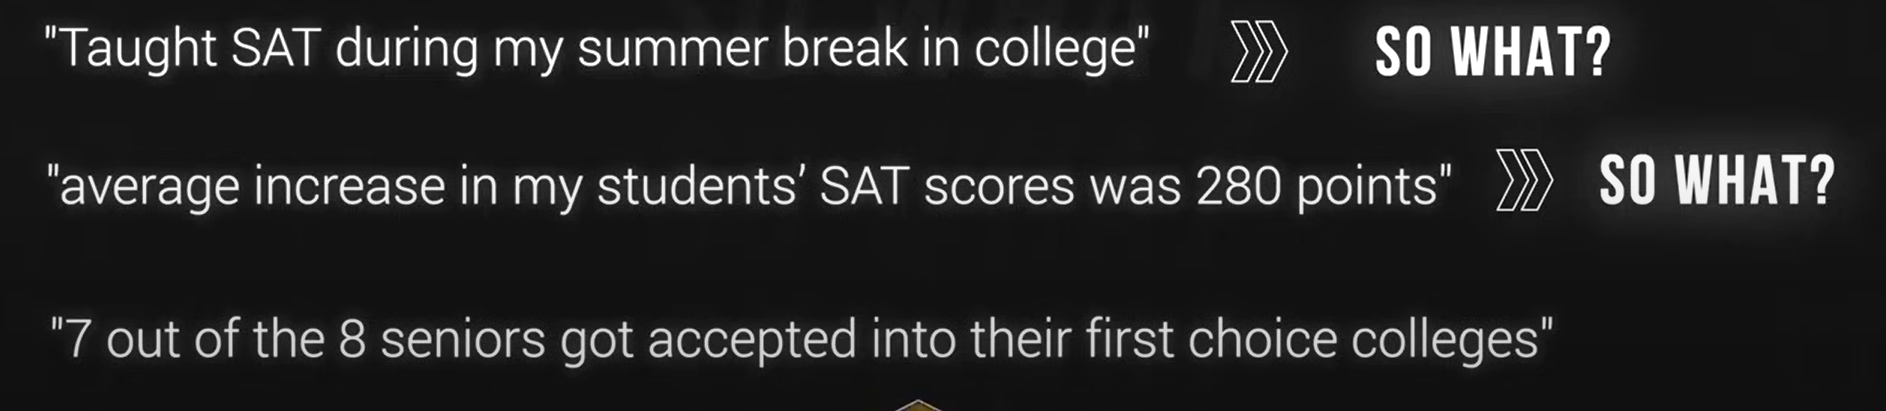 "Taught SAT during my summer break in college" SO WHAT?
"average increase in my students’ SAT scores was 280 points" SO WHAT?
"7 out of the 8 seniors got accepted into their first choice colleges"